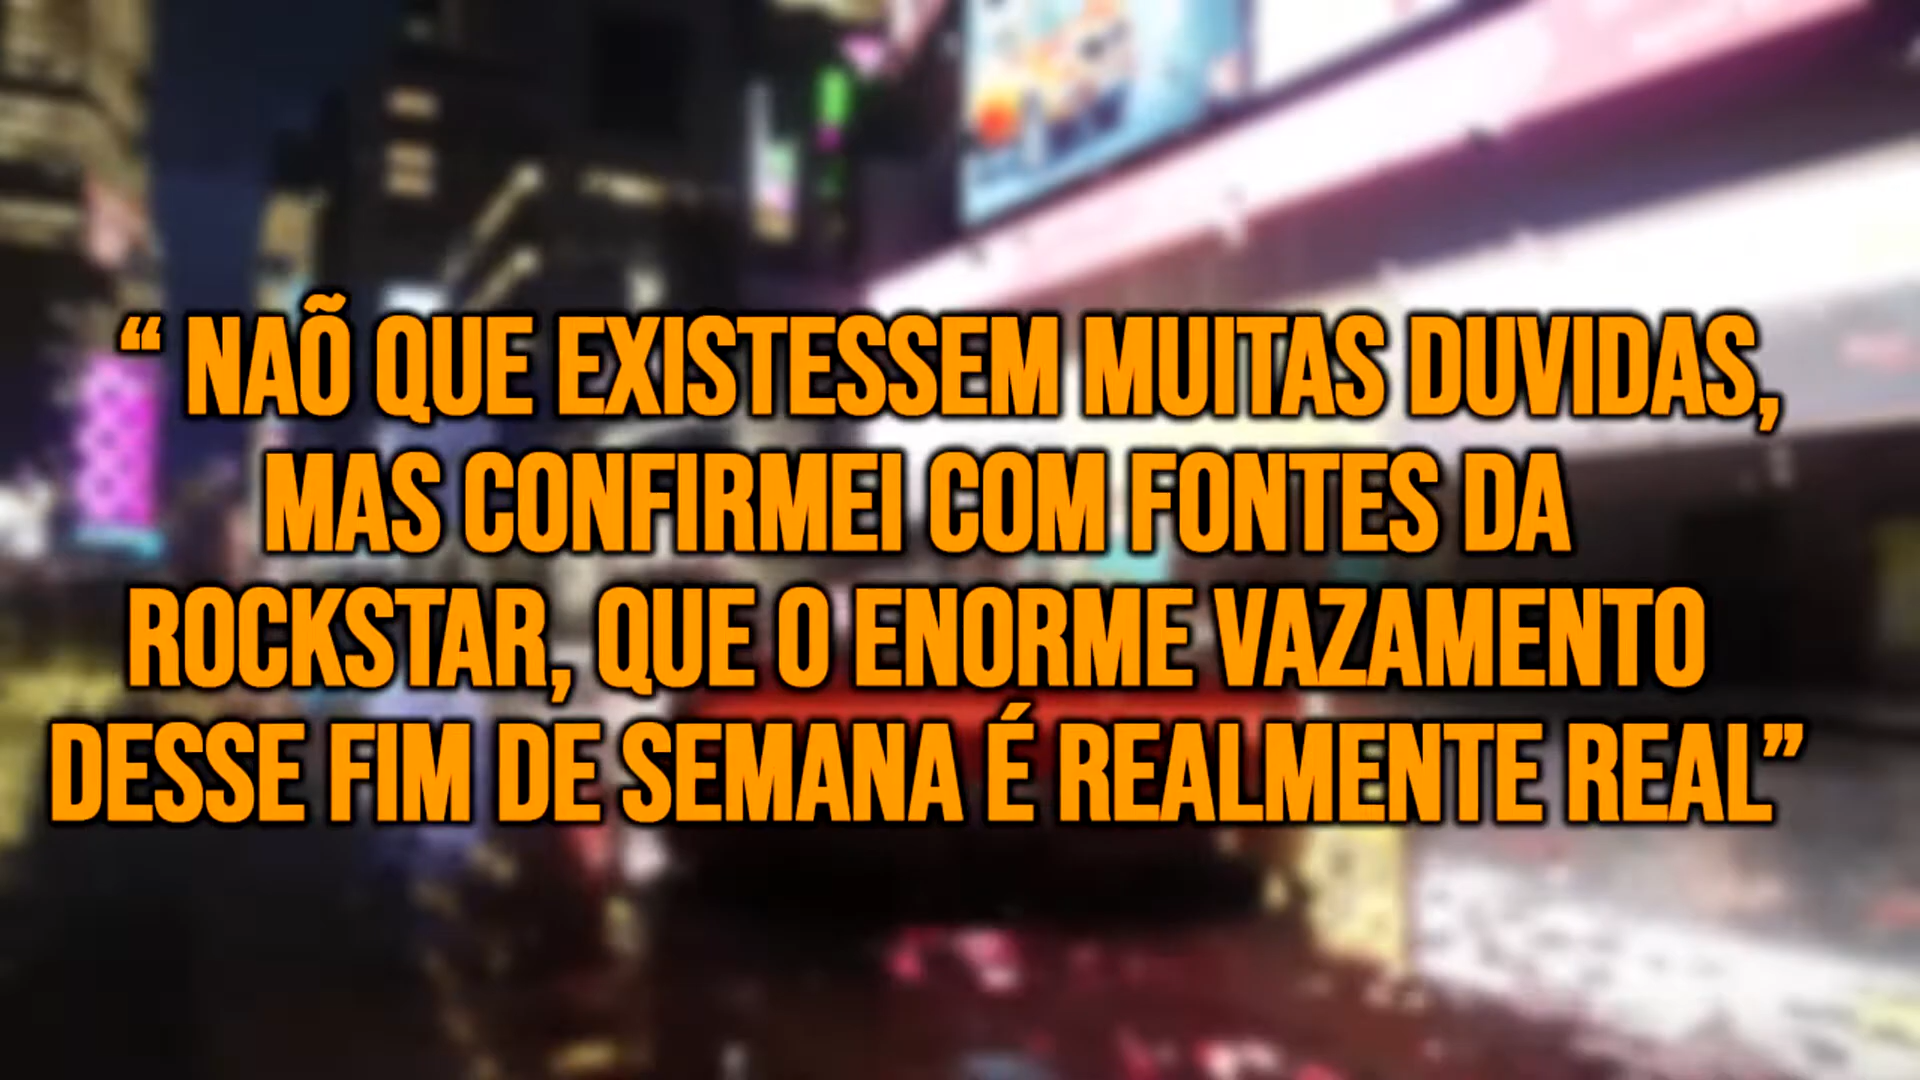 “ NAÕ QUE EXISTESSEM MUITAS DUVIDAS,
MAS CONFIRMEI COM FONTES DA
ROCKSTAR, QUE O ENORME VAZAMENTO
DESSE FIM DE SEMANA É REALMENTE REAL”